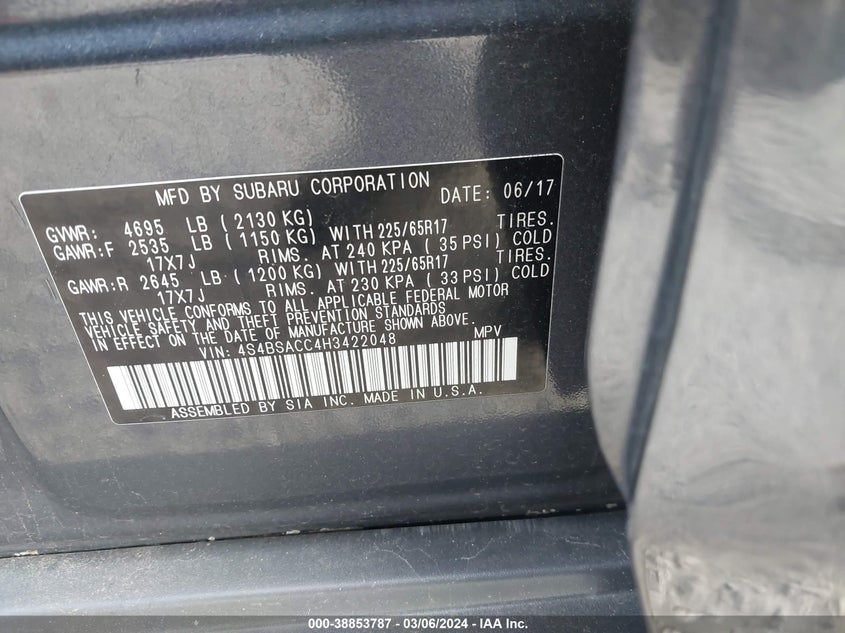 MFD BY SUBARU CORPORATION DATE: 06/17
GVWR: 4695 LB ( 2130 KG)
GAWR:F 2535 LB ( 1150 KG) WITH 225/65R17 TIRES.
17X7J RIMS. AT 240 KPA ( 35 PSI) COLD
GAWR:R 2645 LB ( 1200 KG) WITH 225/65R17 TIRES.
17X7J RIMS. AT 230 KPA ( 33 PSI) COLD
THIS VEHICLE CONFORMS TO ALL APPLICABLE FEDERAL MOTOR
VEHICLE SAFETY AND THEFT PREVENTION STANDARDS
IN EFFECT ON THE DATE OF MANUFACTURE SHOWN ABOVE.
VIN: 4S4BSACC4H3422048 MPV
ASSEMBLED BY SIA INC. MADE IN U.S.A.
000-38853787 - 03/06/2024 - IAA Inc.